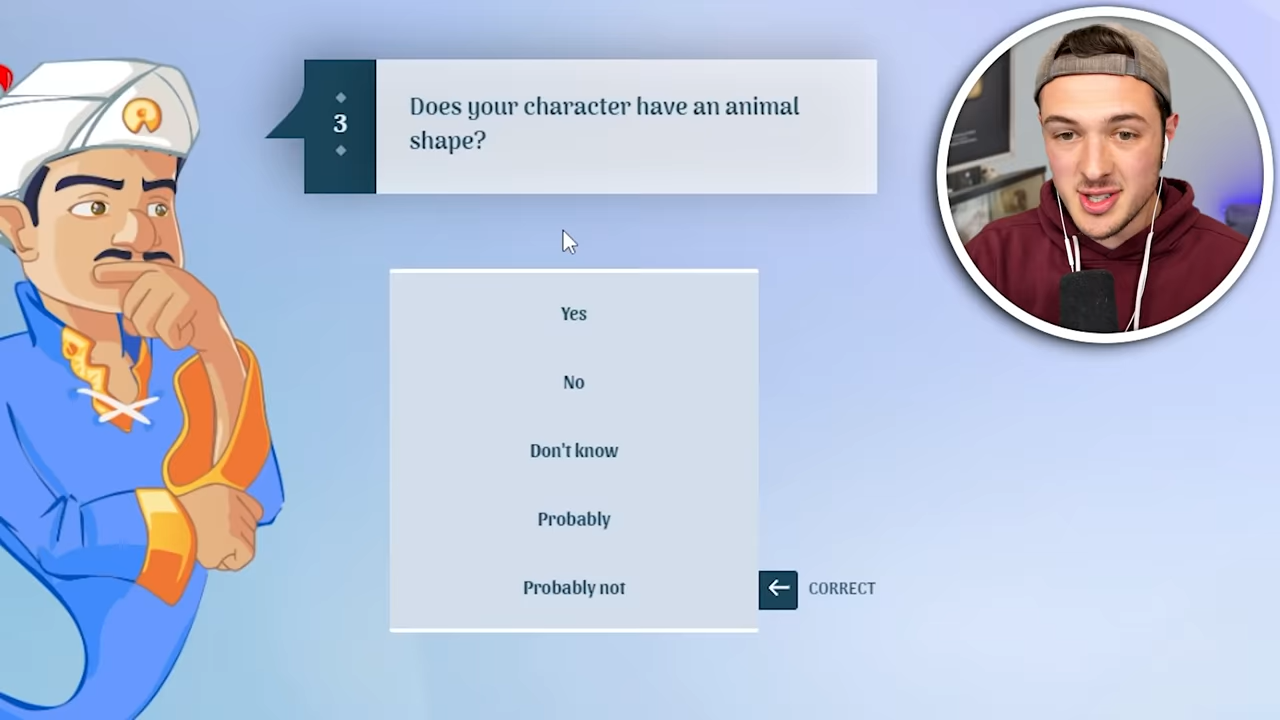 3
Does your character have an animal
shape?
Yes
No
Don't know
Probably
Probably not
CORRECT